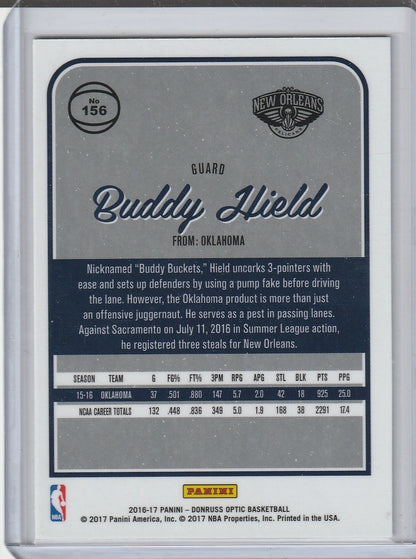 No
156
NEW ORLEANS
PELICANS
GUARD
Buddy Hield
FROM: OKLAHOMA
Nicknamed "Buddy Buckets," Hield uncorks 3-pointers with
ease and sets up defenders by using a pump fake before driving
the lane. However, the Oklahoma product is more than just
an offensive juggernaut. He serves as a pest in passing lanes.
Against Sacramento on July 11, 2016 in Summer League action,
he registered three steals for New Orleans.
SEASON TEAM G FG% FT% 3PM RPG APG STL BLK PTS PPG
15-16 OKLAHOMA 37 .501 .880 147 5.7 2.0 42 18 925 25.0
NCAA CAREER TOTALS 132 .448 .836 349 5.0 1.9 168 38 2291 17.4
PANINI
NBA
2016-17 PANINI - DONRUSS OPTIC BASKETBALL
© 2017 Panini America, Inc. © 2017 NBA Properties, Inc. Printed in the USA.